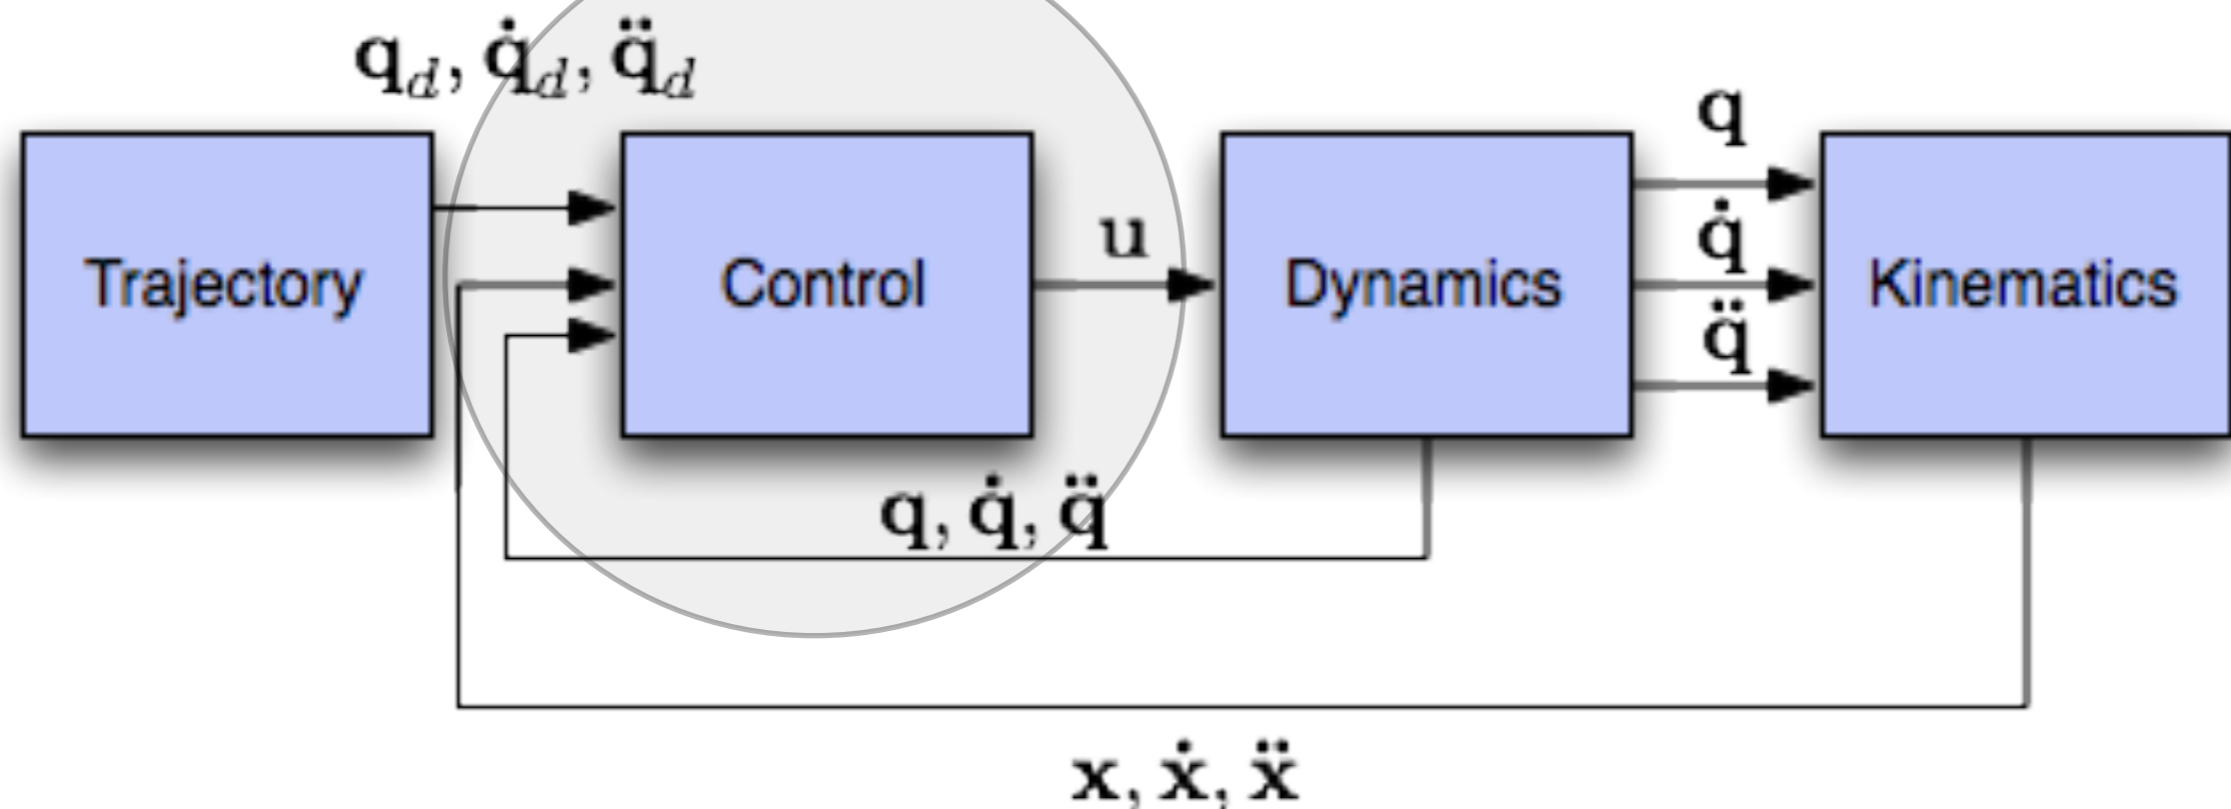 q_d, q̇_d, q̈_d
q
Trajectory
Control
u
Dynamics
q̇
Kinematics
q̈
q, q̇, q̈
x, ẋ, ẍ